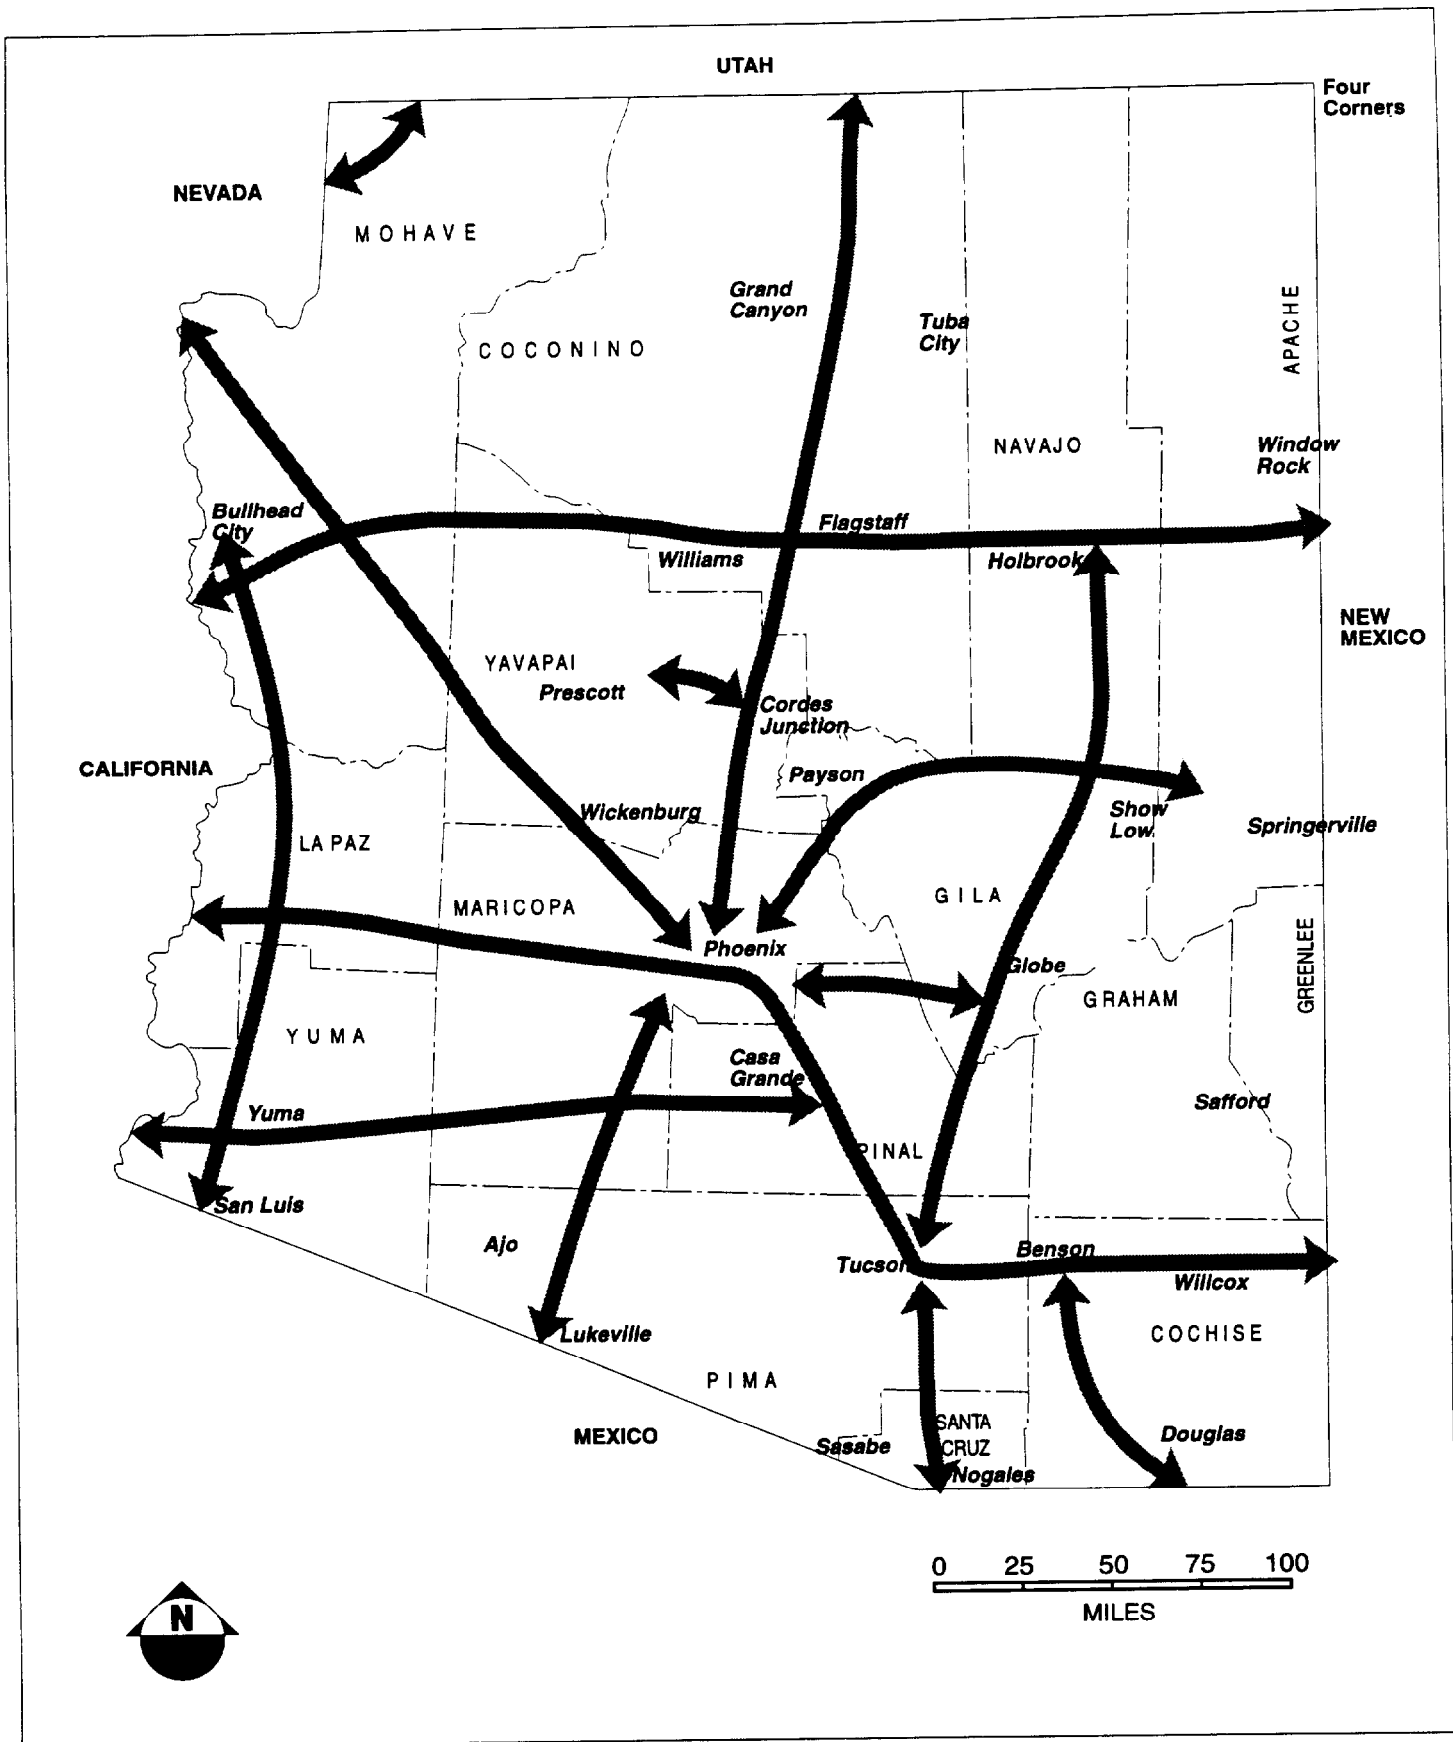 UTAH
Four
Corners
NEVADA
MOHAVE
Grand
Canyon
Tuba
City
APACHE
COCONINO
NAVAJO
Window
Rock
Bullhead
City
Flagstaff
Williams
Holbrook
NEW
MEXICO
YAVAPAI
Prescott
Cordes
Junction
CALIFORNIA
Payson
Wickenburg
Show
Low
Springerville
LA PAZ
GILA
MARICOPA
Phoenix
GREENLEE
Globe
GRAHAM
YUMA
Casa
Grande
Safford
Yuma
PINAL
San Luis
Ajo
Benson
Tucson
Willcox
Lukeville
COCHISE
PIMA
SANTA
CRUZ
MEXICO
Sasabe
Douglas
Nogales
0 25 50 75 100
MILES
N